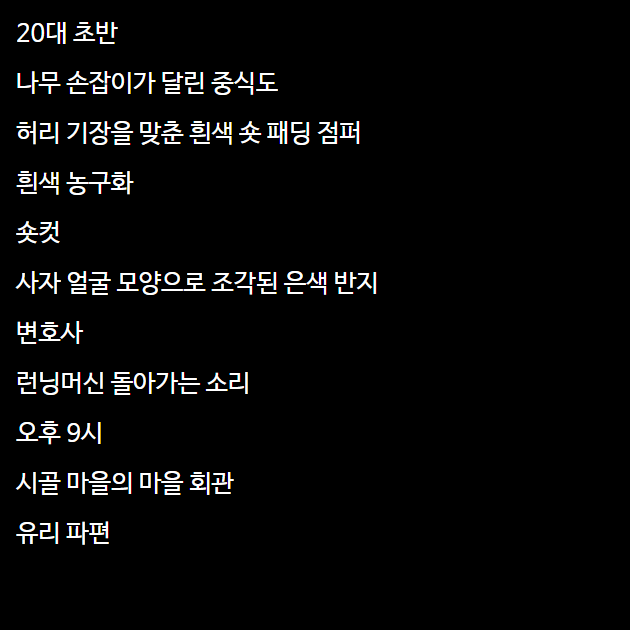 20대 초반
나무 손잡이가 달린 중식도
허리 기장을 맞춘 흰색 숏 패딩 점퍼
흰색 농구화
숏컷
사자 얼굴 모양으로 조각된 은색 반지
변호사
런닝머신 돌아가는 소리
오후 9시
시골 마을의 마을 회관
유리 파편